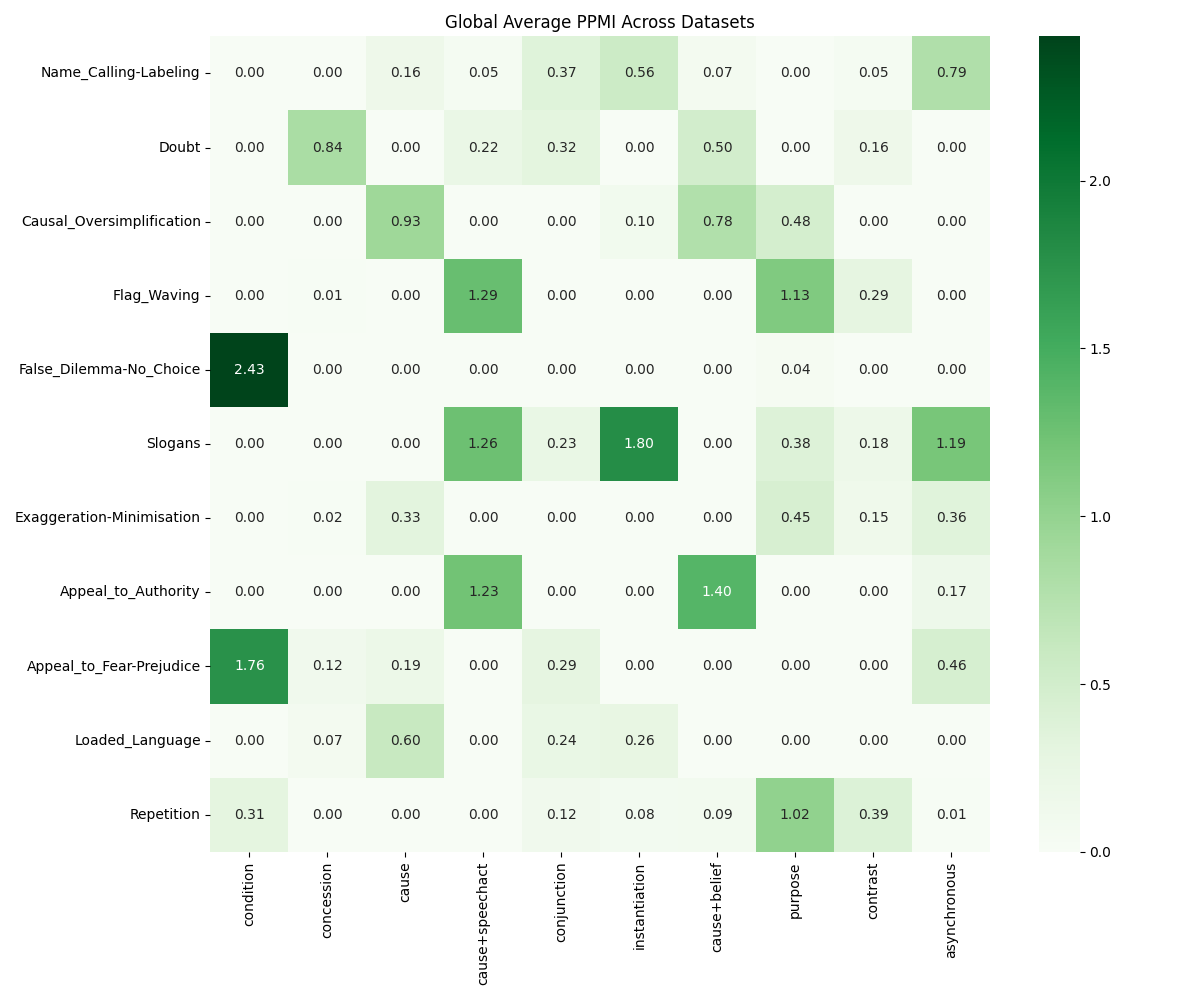 Global Average PPMI Across Datasets
Name_Calling-Labeling 0.00 0.00 0.16 0.05 0.37 0.56 0.07 0.00 0.05 0.79
Doubt 0.00 0.84 0.00 0.22 0.32 0.00 0.50 0.00 0.16 0.00
Causal_Oversimplification 0.00 0.00 0.93 0.00 0.00 0.10 0.78 0.48 0.00 0.00
Flag_Waving 0.00 0.01 0.00 1.29 0.00 0.00 0.00 1.13 0.29 0.00
False_Dilemma-No_Choice 2.43 0.00 0.00 0.00 0.00 0.00 0.00 0.04 0.00 0.00
Slogans 0.00 0.00 0.00 1.26 0.23 1.80 0.00 0.38 0.18 1.19
Exaggeration-Minimisation 0.00 0.02 0.33 0.00 0.00 0.00 0.00 0.45 0.15 0.36
Appeal_to_Authority 0.00 0.00 0.00 1.23 0.00 0.00 1.40 0.00 0.00 0.17
Appeal_to_Fear-Prejudice 1.76 0.12 0.19 0.00 0.29 0.00 0.00 0.00 0.00 0.46
Loaded_Language 0.00 0.07 0.60 0.00 0.24 0.26 0.00 0.00 0.00 0.00
Repetition 0.31 0.00 0.00 0.00 0.12 0.08 0.09 1.02 0.39 0.01
condition
concession
cause
cause+speechact
conjunction
instantiation
cause+belief
purpose
contrast
asynchronous
2.0
1.5
1.0
0.5
0.0